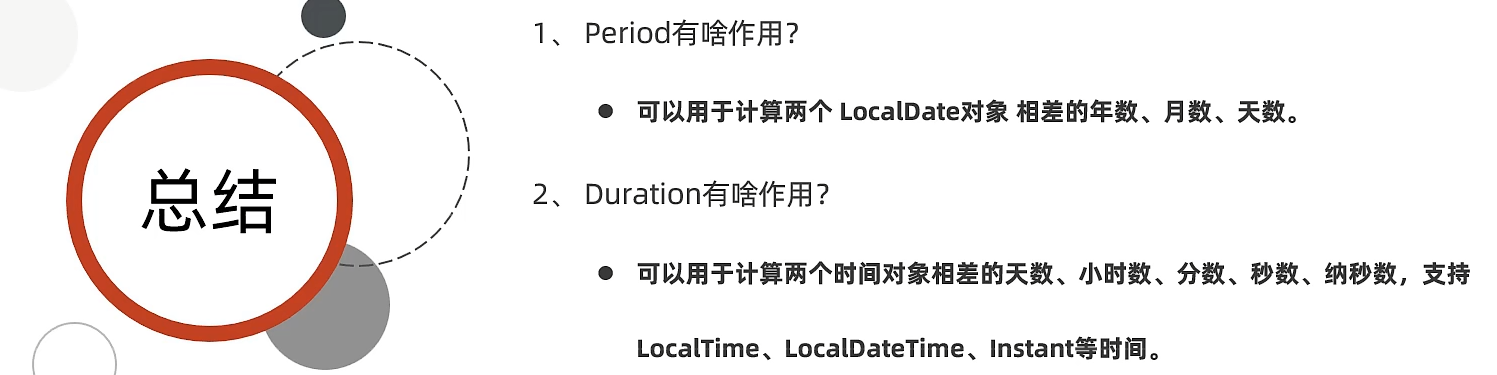 总结
1、 Period有啥作用？
● 可以用于计算两个 LocalDate对象 相差的年数、月数、天数。
2、 Duration有啥作用？
● 可以用于计算两个时间对象相差的天数、小时数、分数、秒数、纳秒数，支持
LocalTime、LocalDateTime、Instant等时间。